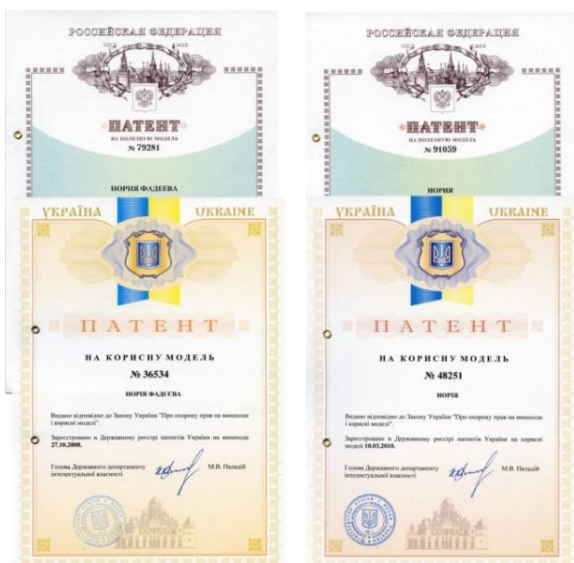 РОССИЙСКАЯ ФЕДЕРАЦИЯ
ПАТЕНТ
НА ПОЛЕЗНУЮ МОДЕЛЬ
№ 79281
НОРИЯ ФАДЕЕВА
РОССИЙСКАЯ ФЕДЕРАЦИЯ
ПАТЕНТ
НА ПОЛЕЗНУЮ МОДЕЛЬ
№ 91059
НОРИЯ
УКРАЇНА UKRAINE
ПАТЕНТ
НА КОРИСНУ МОДЕЛЬ
№ 36534
НОРІЯ ФАДЄЄВА
Видано відповідно до Закону України "Про охорону прав на винаходи
і корисні моделі".
Зареєстровано в Державному реєстрі патентів України на винаходи
27.10.2008.
Голова Державного департаменту
інтелектуальної власності
М.В. Паладій
УКРАЇНА UKRAINE
ПАТЕНТ
НА КОРИСНУ МОДЕЛЬ
№ 48251
НОРІЯ
Видано відповідно до Закону України "Про охорону прав на винаходи
і корисні моделі".
Зареєстровано в Державному реєстрі патентів України на корисні
моделі 10.03.2010.
Голова Державного департаменту
інтелектуальної власності
М.В. Паладій